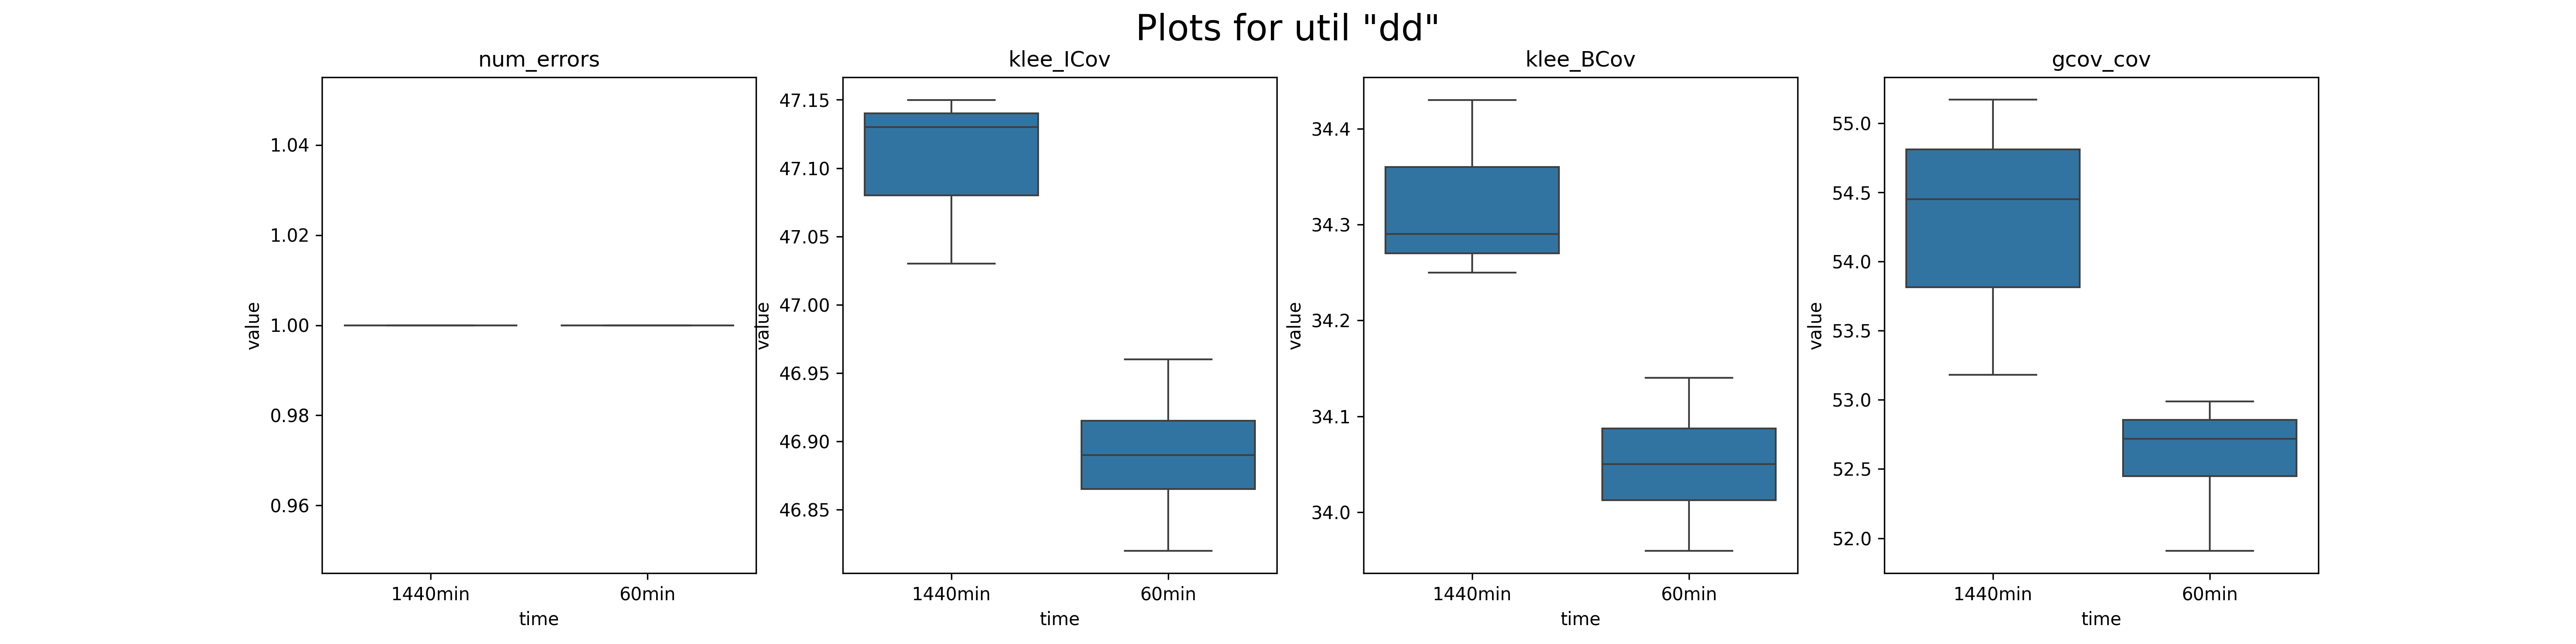 Plots for util "dd"
num_errors
value
1.04
1.02
1.00
0.98
0.96
1440min
60min
time
klee_ICov
value
47.15
47.10
47.05
47.00
46.95
46.90
46.85
1440min
60min
time
klee_BCov
value
34.4
34.3
34.2
34.1
34.0
1440min
60min
time
gcov_cov
value
55.0
54.5
54.0
53.5
53.0
52.5
52.0
1440min
60min
time